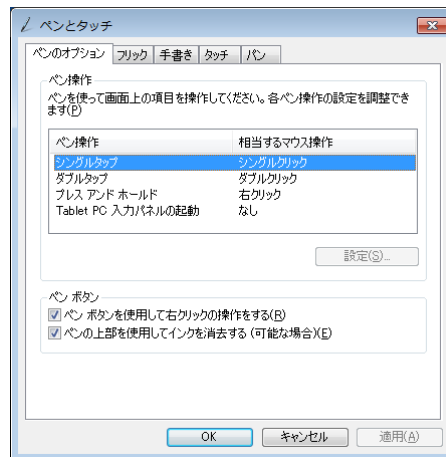 ペンとタッチ
ペンのオプション フリック 手書き タッチ パン
ペン操作
ペンを使って画面上の項目を操作してください。各ペン操作の設定を調整でき
ます(P)
ペン操作 相当するマウス操作
シングルタップ シングルクリック
ダブルタップ ダブルクリック
プレス アンド ホールド 右クリック
Tablet PC 入力パネルの起動 なし
設定(S)...
ペン ボタン
ペン ボタンを使用して右クリックの操作をする(R)
ペンの上部を使用してインクを消去する (可能な場合)(E)
OK キャンセル 適用(A)